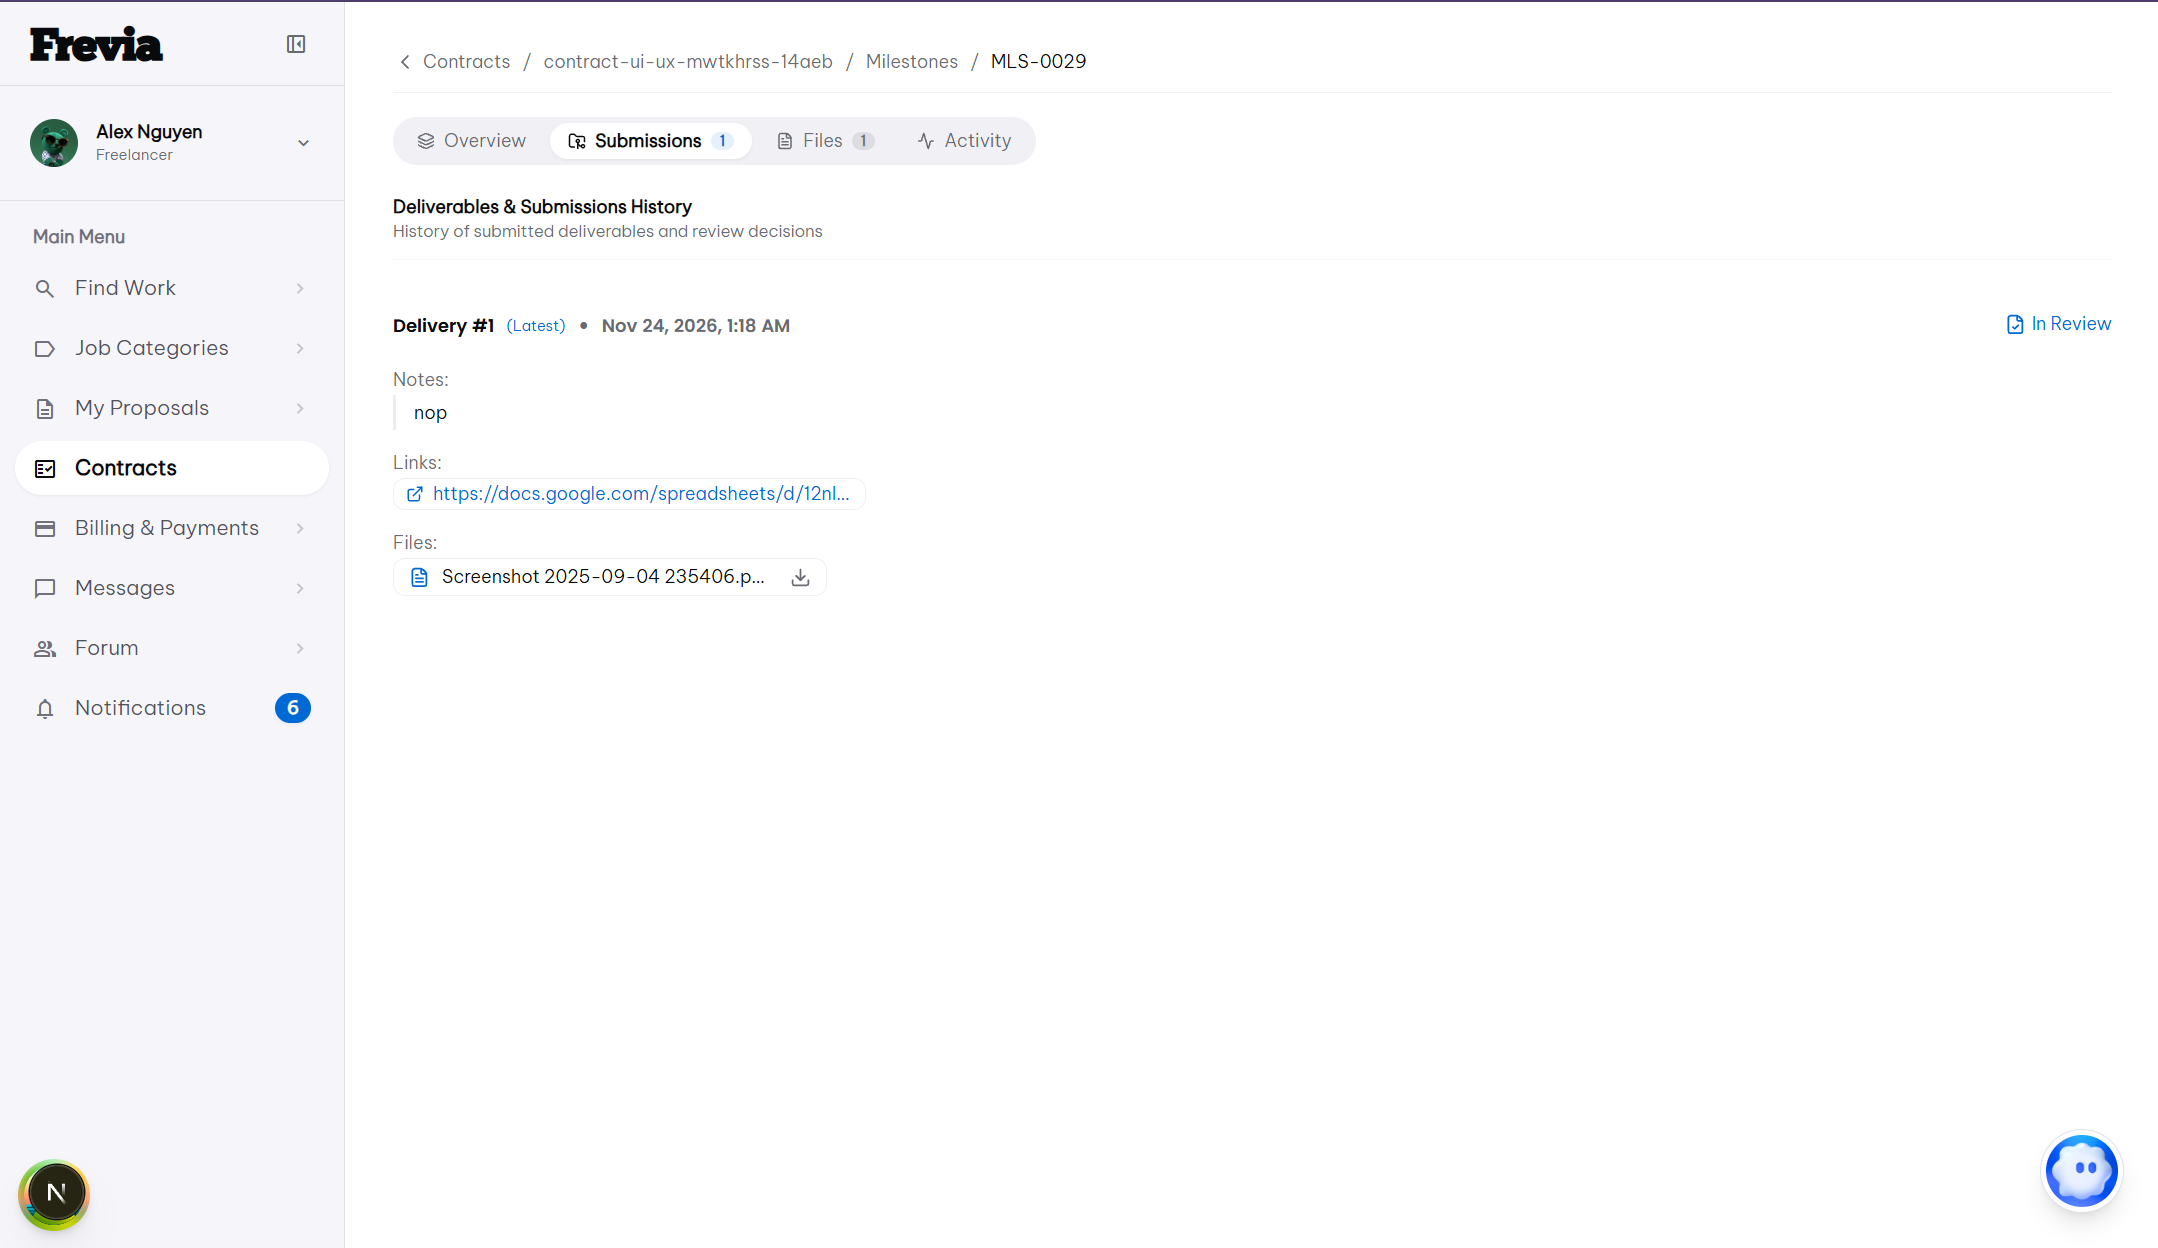 Frevia
Alex Nguyen
Freelancer
Main Menu
Find Work
Job Categories
My Proposals
Contracts
Billing & Payments
Messages
Forum
Notifications 6
N
Contracts / contract-ui-ux-mwtkhrss-14aeb / Milestones / MLS-0029
Overview Submissions 1 Files 1 Activity
Deliverables & Submissions History
History of submitted deliverables and review decisions
Delivery #1 (Latest) • Nov 24, 2026, 1:18 AM In Review
Notes:
nop
Links:
https://docs.google.com/spreadsheets/d/12nl...
Files:
Screenshot 2025-09-04 235406.p...